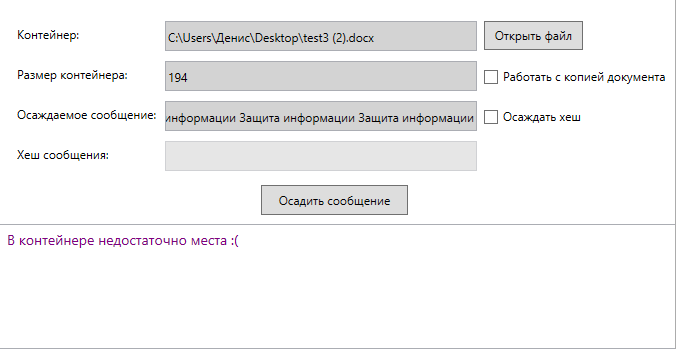 Контейнер:
C:\Users\Денис\Desktop\test3 (2).docx
Открыть файл
Размер контейнера:
194
Работать с копией документа
Осаждаемое сообщение:
информации Защита информации Защита информации
Осаждать хеш
Хеш сообщения:
Осадить сообщение
В контейнере недостаточно места :(